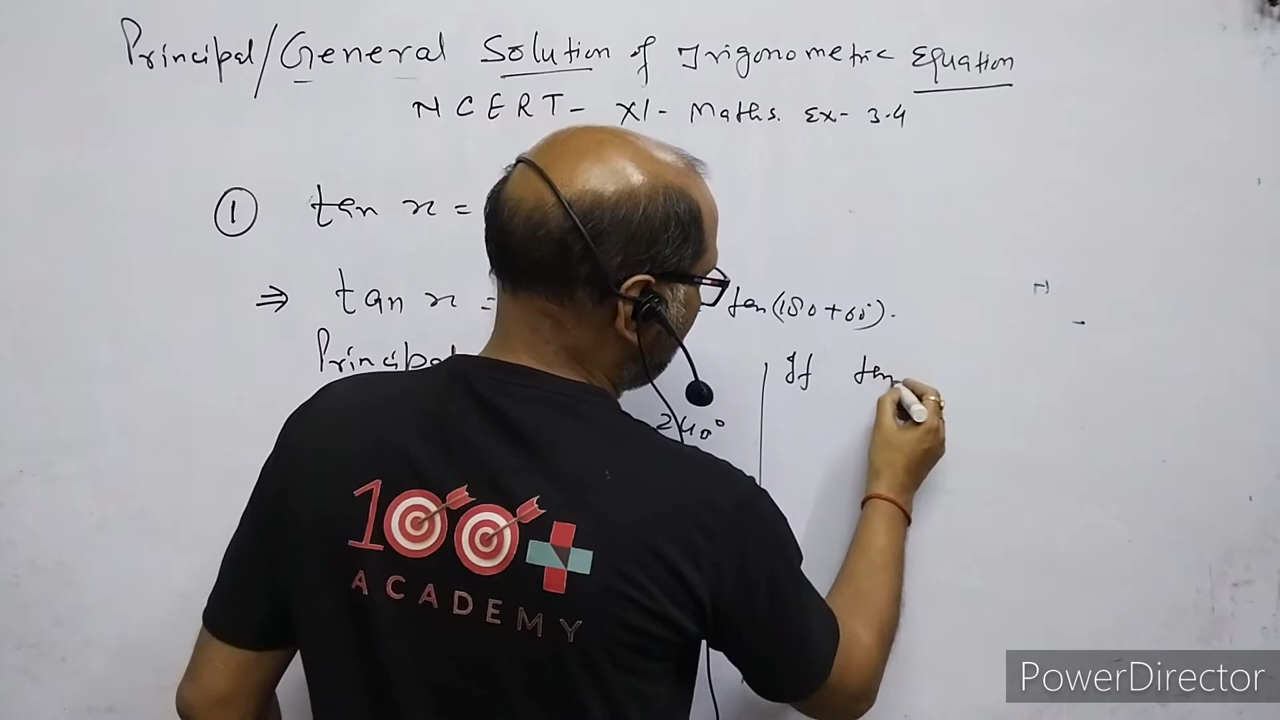 Principal/General Solution of Trigonometric Equation
NCERT- XI- Maths. Ex- 3.4
① tan x =
⇒ tan x = tan(180+60°).
Principal
240°
If tan
100+
ACADEMY
PowerDirector